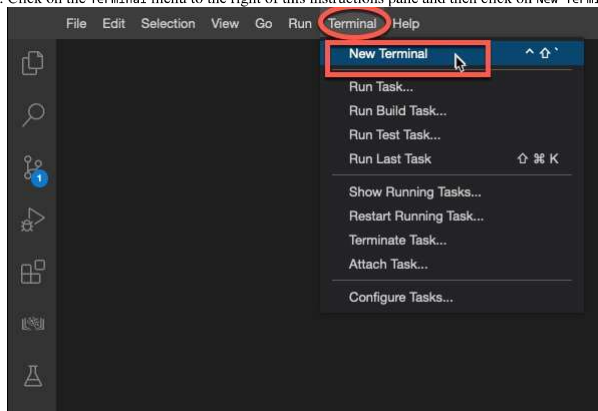 . Click on the Terminal menu to the right of this instructions pane and then click on New Termi
File Edit Selection View Go Run Terminal Help
New Terminal ^ ⇧ `
Run Task...
Run Build Task...
Run Test Task...
Run Last Task ⇧ ⌘ K
Show Running Tasks...
Restart Running Task...
Terminate Task...
Attach Task...
Configure Tasks...
1